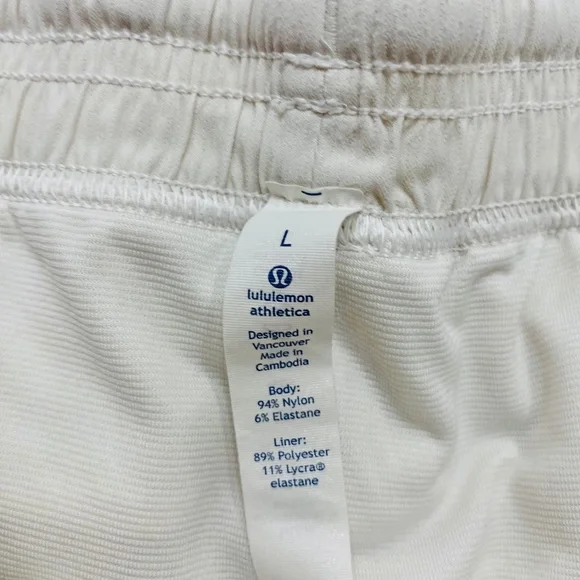 L
lululemon
athletica
Designed in
Vancouver
Made in
Cambodia
Body:
94% Nylon
6% Elastane
Liner:
89% Polyester
11% Lycra®
elastane